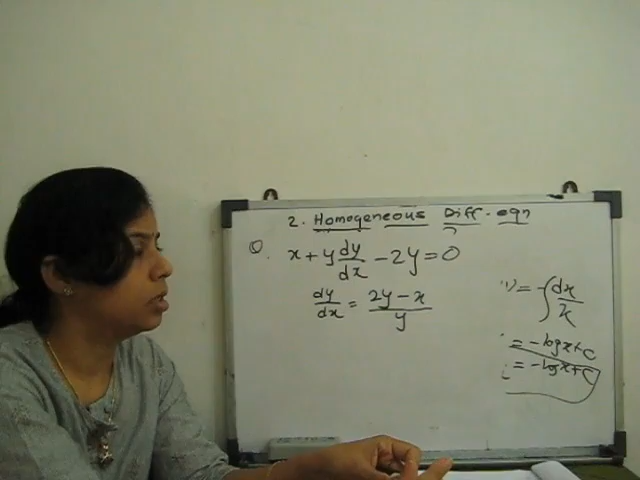 2. Homogeneous Diff. eqn
①. x + y dy/dx - 2y = 0
dy/dx = (2y - x)/y
= -∫ dx/x
= -log x + C
= -log x + C